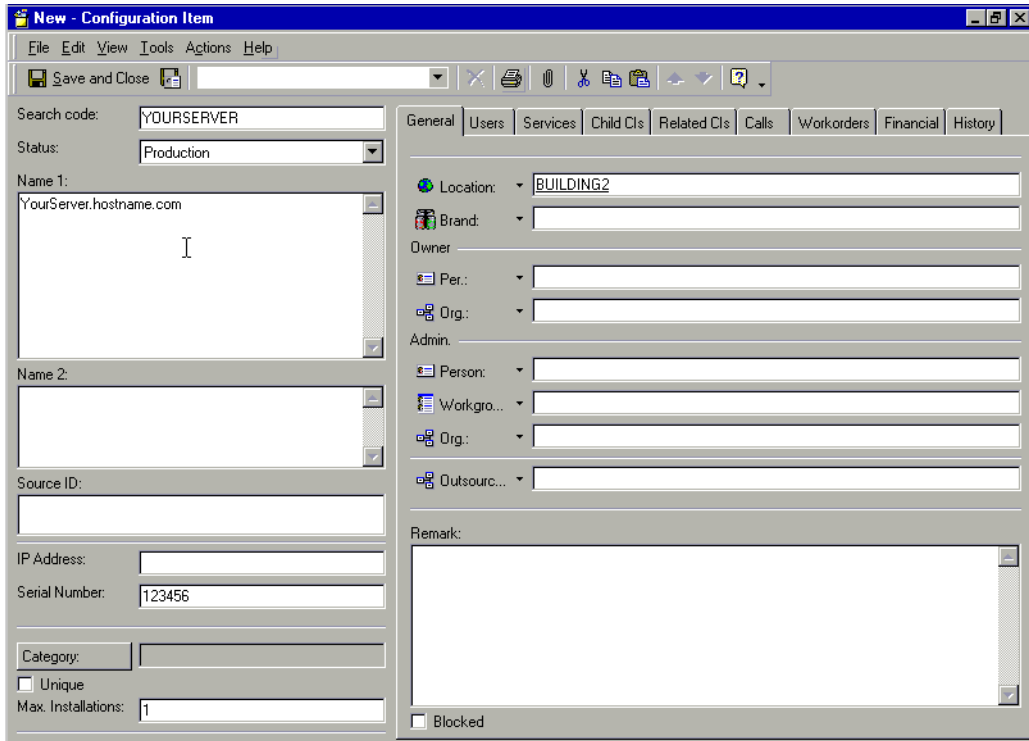 New - Configuration Item
File Edit View Tools Actions Help
Save and Close
Search code: YOURSERVER
Status: Production
Name 1:
YourServer.hostname.com
Name 2:
Source ID:
IP Address:
Serial Number: 123456
Category:
Unique
Max. Installations: 1
General Users Services Child CIs Related CIs Calls Workorders Financial History
Location: BUILDING2
Brand:
Owner
Per.:
Org.:
Admin.
Person:
Workgro...
Org.:
Outsourc...
Remark:
Blocked